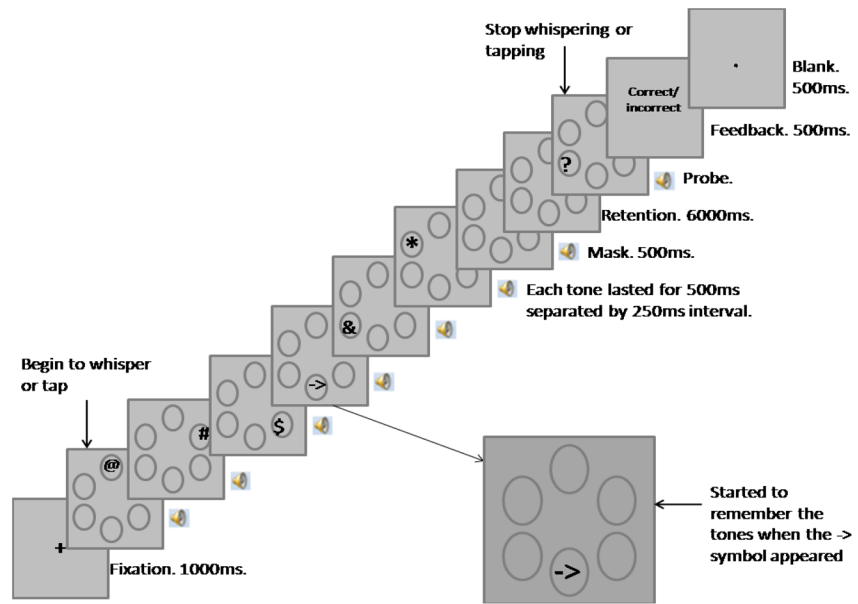 Stop whispering or
tapping
Blank.
500ms.
Correct/
incorrect
Feedback. 500ms.
?
Probe.
Retention. 6000ms.
*
Mask. 500ms.
Each tone lasted for 500ms
separated by 250ms interval.
&
Begin to whisper
or tap
->
$
#
@
+
Fixation. 1000ms.
->
Started to
remember the
tones when the ->
symbol appeared